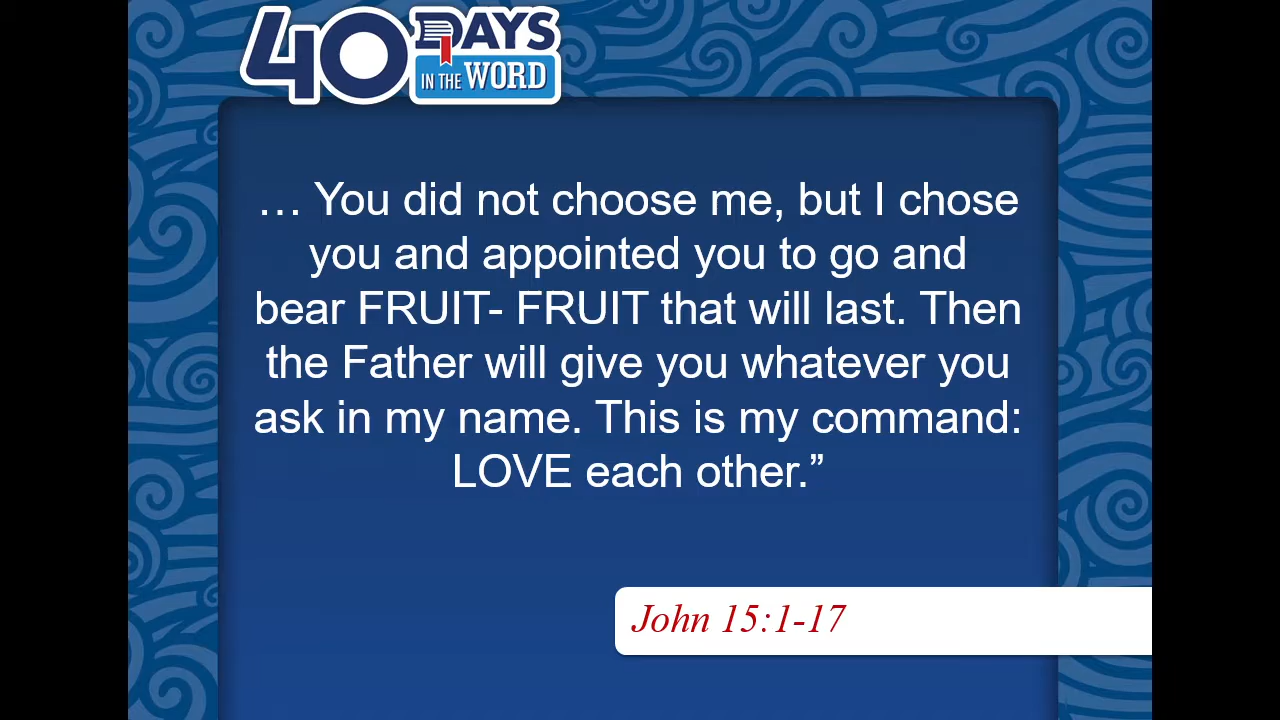 40 DAYS
IN THE WORD
… You did not choose me, but I chose
you and appointed you to go and
bear FRUIT- FRUIT that will last. Then
the Father will give you whatever you
ask in my name. This is my command:
LOVE each other.”
John 15:1-17